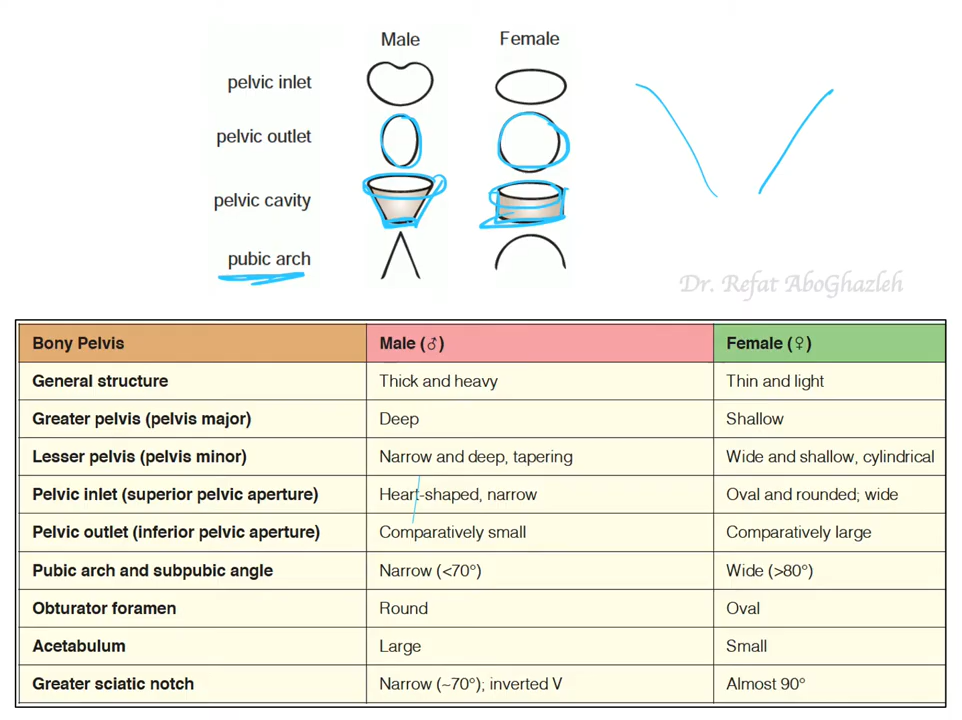 Male Female
pelvic inlet
pelvic outlet
pelvic cavity
pubic arch
Dr. Refat AboGhazleh
Bony Pelvis Male (♂) Female (♀)
General structure Thick and heavy Thin and light
Greater pelvis (pelvis major) Deep Shallow
Lesser pelvis (pelvis minor) Narrow and deep, tapering Wide and shallow, cylindrical
Pelvic inlet (superior pelvic aperture) Heart-shaped, narrow Oval and rounded; wide
Pelvic outlet (inferior pelvic aperture) Comparatively small Comparatively large
Pubic arch and subpubic angle Narrow (<70°) Wide (>80°)
Obturator foramen Round Oval
Acetabulum Large Small
Greater sciatic notch Narrow (~70°); inverted V Almost 90°